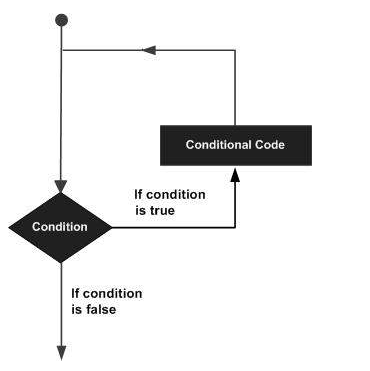 Conditional Code
If condition
is true
Condition
If condition
is false